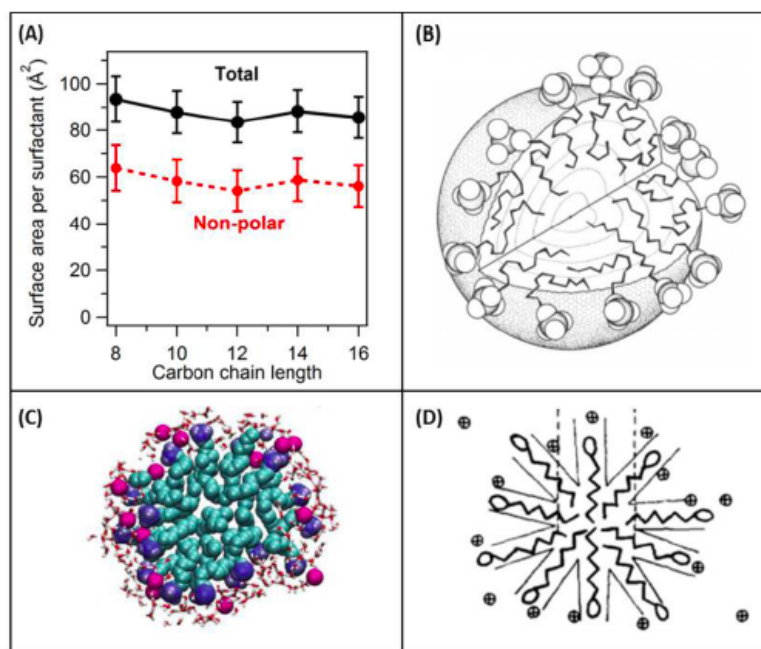 (A)
Total
Non-polar
Surface area per surfactant (Å²)
100
80
60
40
20
0
8
10
12
14
16
Carbon chain length
(B)
(C)
(D)